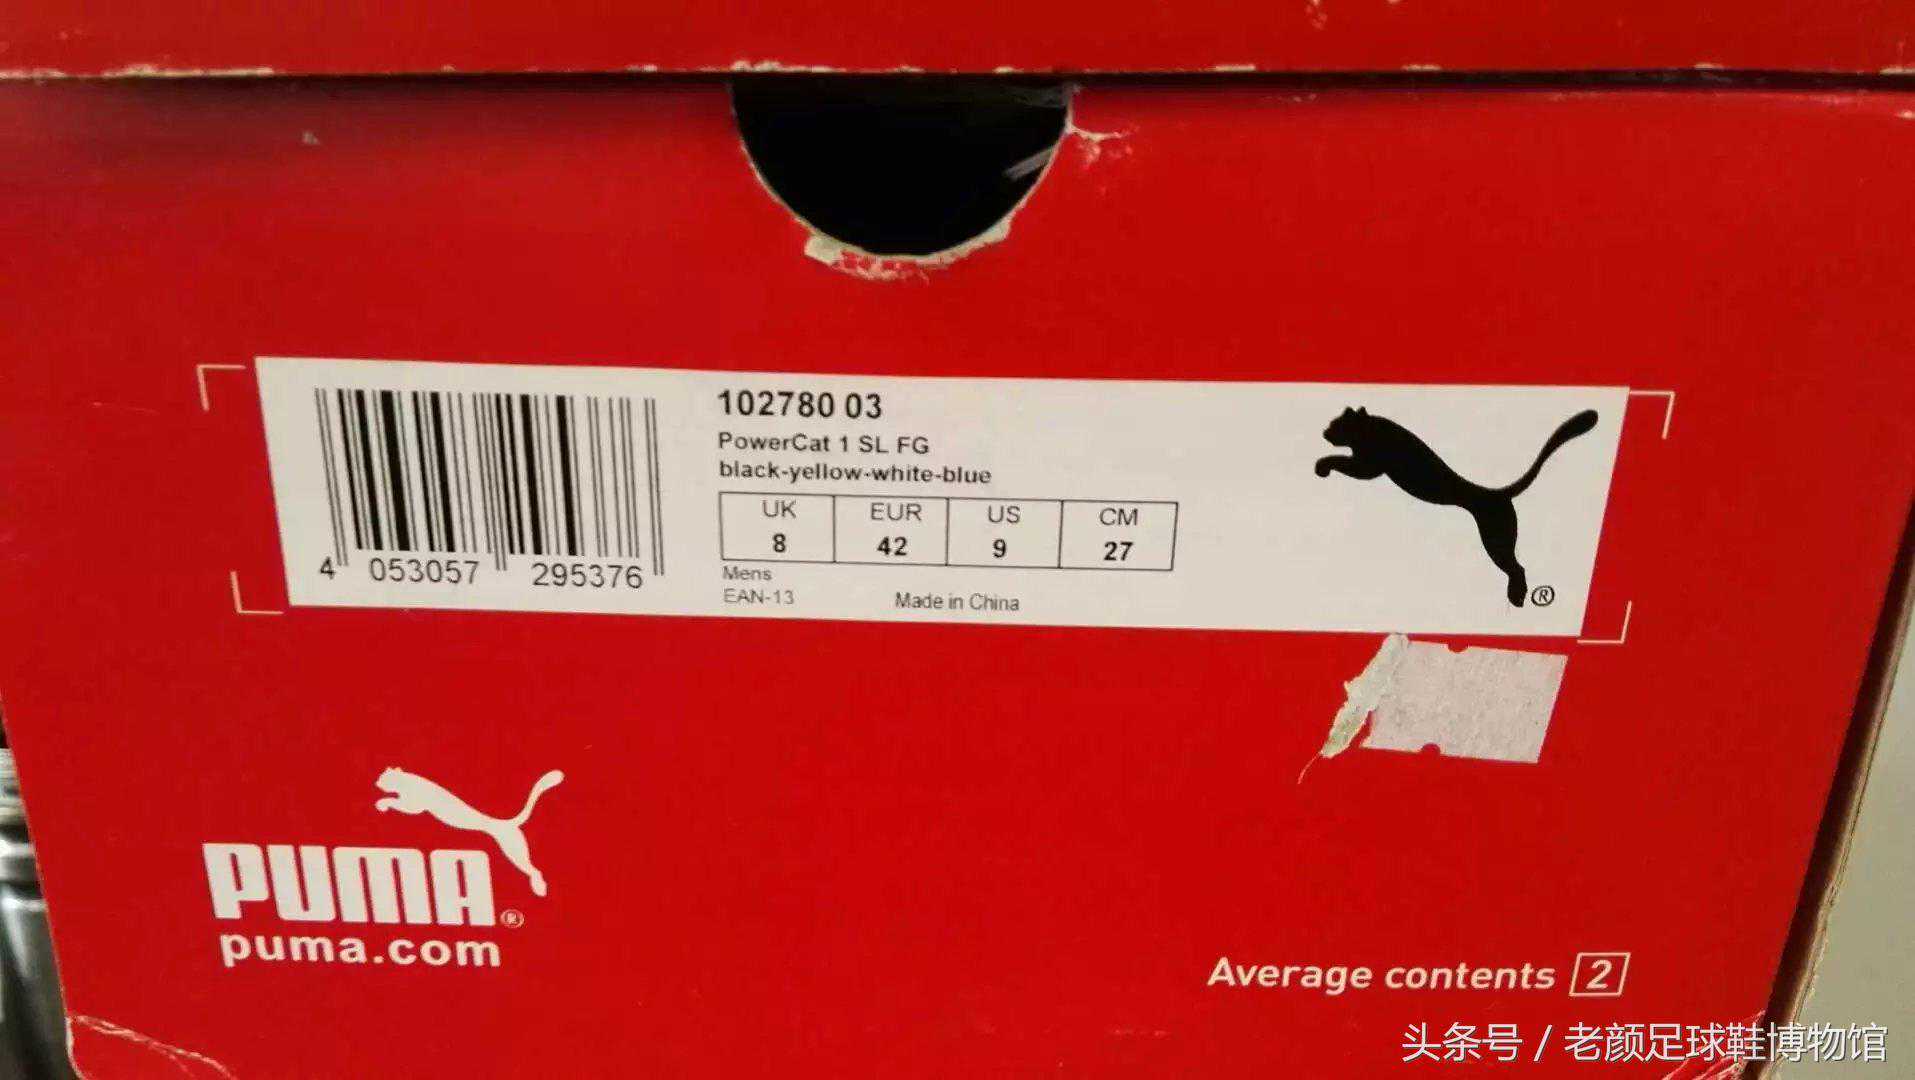 102780 03
PowerCat 1 SL FG
black-yellow-white-blue
UK EUR US CM
8 42 9 27
Mens
EAN-13 Made in China
4 053057 295376
®
PUMA®
puma.com
Average contents 2
头条号 / 老颜足球鞋博物馆